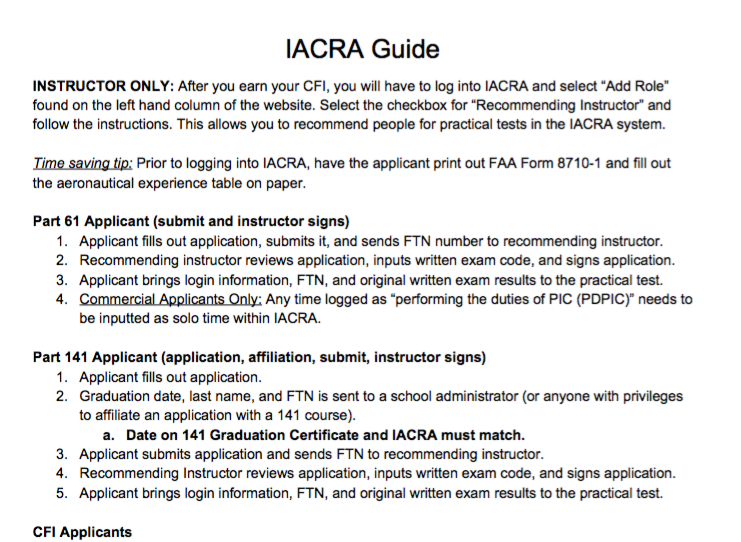 IACRA Guide
INSTRUCTOR ONLY: After you earn your CFI, you will have to log into IACRA and select “Add Role”
found on the left hand column of the website. Select the checkbox for “Recommending Instructor” and
follow the instructions. This allows you to recommend people for practical tests in the IACRA system.
Time saving tip: Prior to logging into IACRA, have the applicant print out FAA Form 8710-1 and fill out
the aeronautical experience table on paper.
Part 61 Applicant (submit and instructor signs)
1. Applicant fills out application, submits it, and sends FTN number to recommending instructor.
2. Recommending instructor reviews application, inputs written exam code, and signs application.
3. Applicant brings login information, FTN, and original written exam results to the practical test.
4. Commercial Applicants Only: Any time logged as “performing the duties of PIC (PDPIC)” needs to
be inputted as solo time within IACRA.
Part 141 Applicant (application, affiliation, submit, instructor signs)
1. Applicant fills out application.
2. Graduation date, last name, and FTN is sent to a school administrator (or anyone with privileges
to affiliate an application with a 141 course).
a. Date on 141 Graduation Certificate and IACRA must match.
3. Applicant submits application and sends FTN to recommending instructor.
4. Recommending Instructor reviews application, inputs written exam code, and signs application.
5. Applicant brings login information, FTN, and original written exam results to the practical test.
CFI Applicants